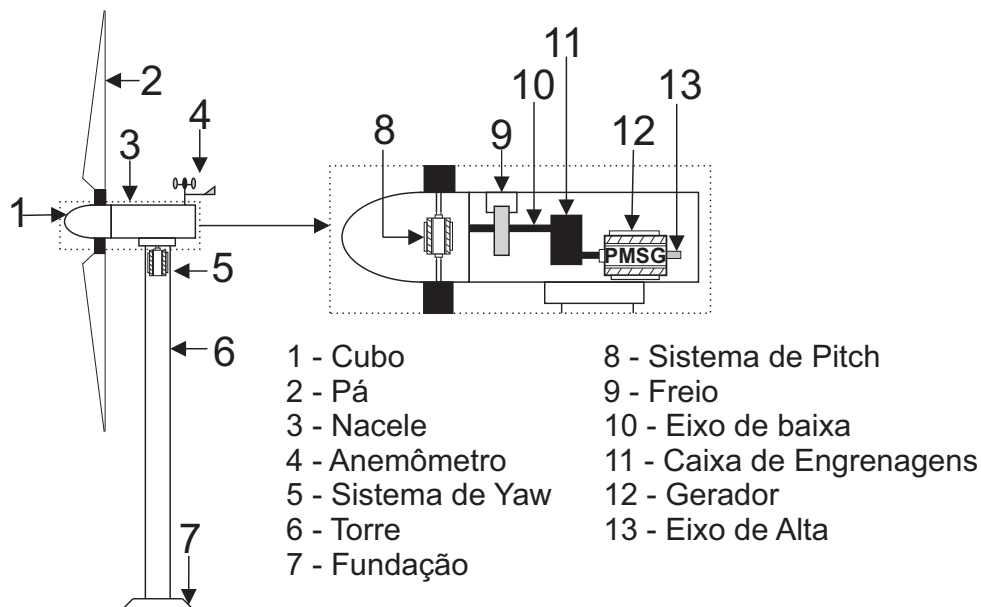 11
10
13
2
4
8
9
12
3
1
PMSG
5
6
1 - Cubo
2 - Pá
3 - Nacele
4 - Anemômetro
5 - Sistema de Yaw
6 - Torre
7 - Fundação
8 - Sistema de Pitch
9 - Freio
10 - Eixo de baixa
11 - Caixa de Engrenagens
12 - Gerador
13 - Eixo de Alta
7